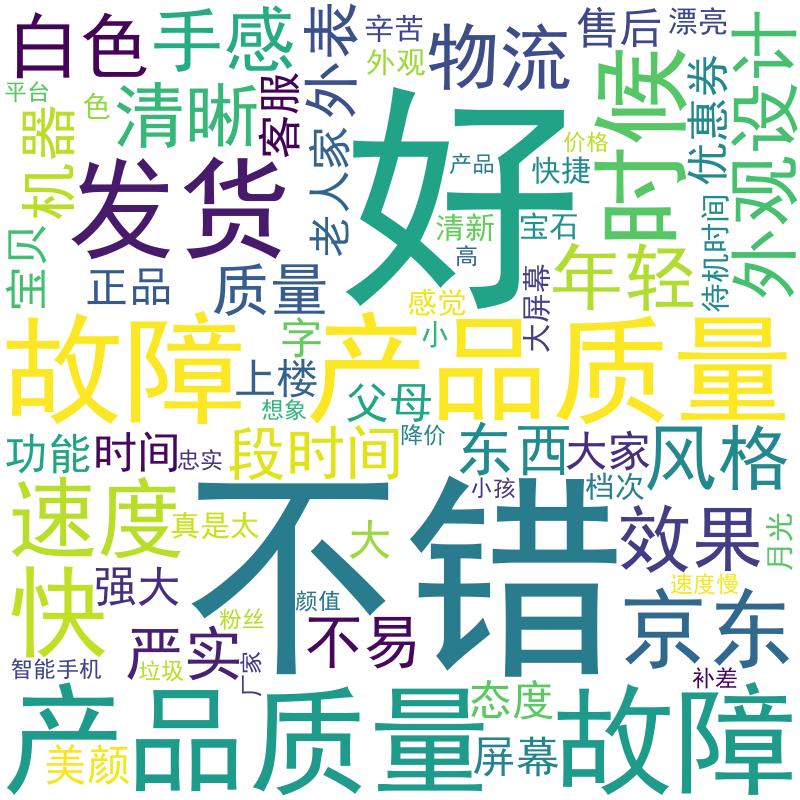 白色
手感
外表
辛苦
物流
售后
漂亮
外观
平台
色
清晰
客服
机器
发货
老人家
好
产品
快捷
价格
时候
优惠券
外观设计
清新
宝石
高
宝贝
正品
质量
感觉
大屏幕
年轻
待机时间
故障
产品质量
字
小
上楼
父母
想象
降价
功能
时间
忠实
段时间
东西
大家
风格
小孩
档次
速度
真是太
大
不错
效果
月光
速度慢
快
强大
颜值
粉丝
不易
京东
严实
智能手机
垃圾
厂家
补差
产品质量
美颜
态度
屏幕
故障